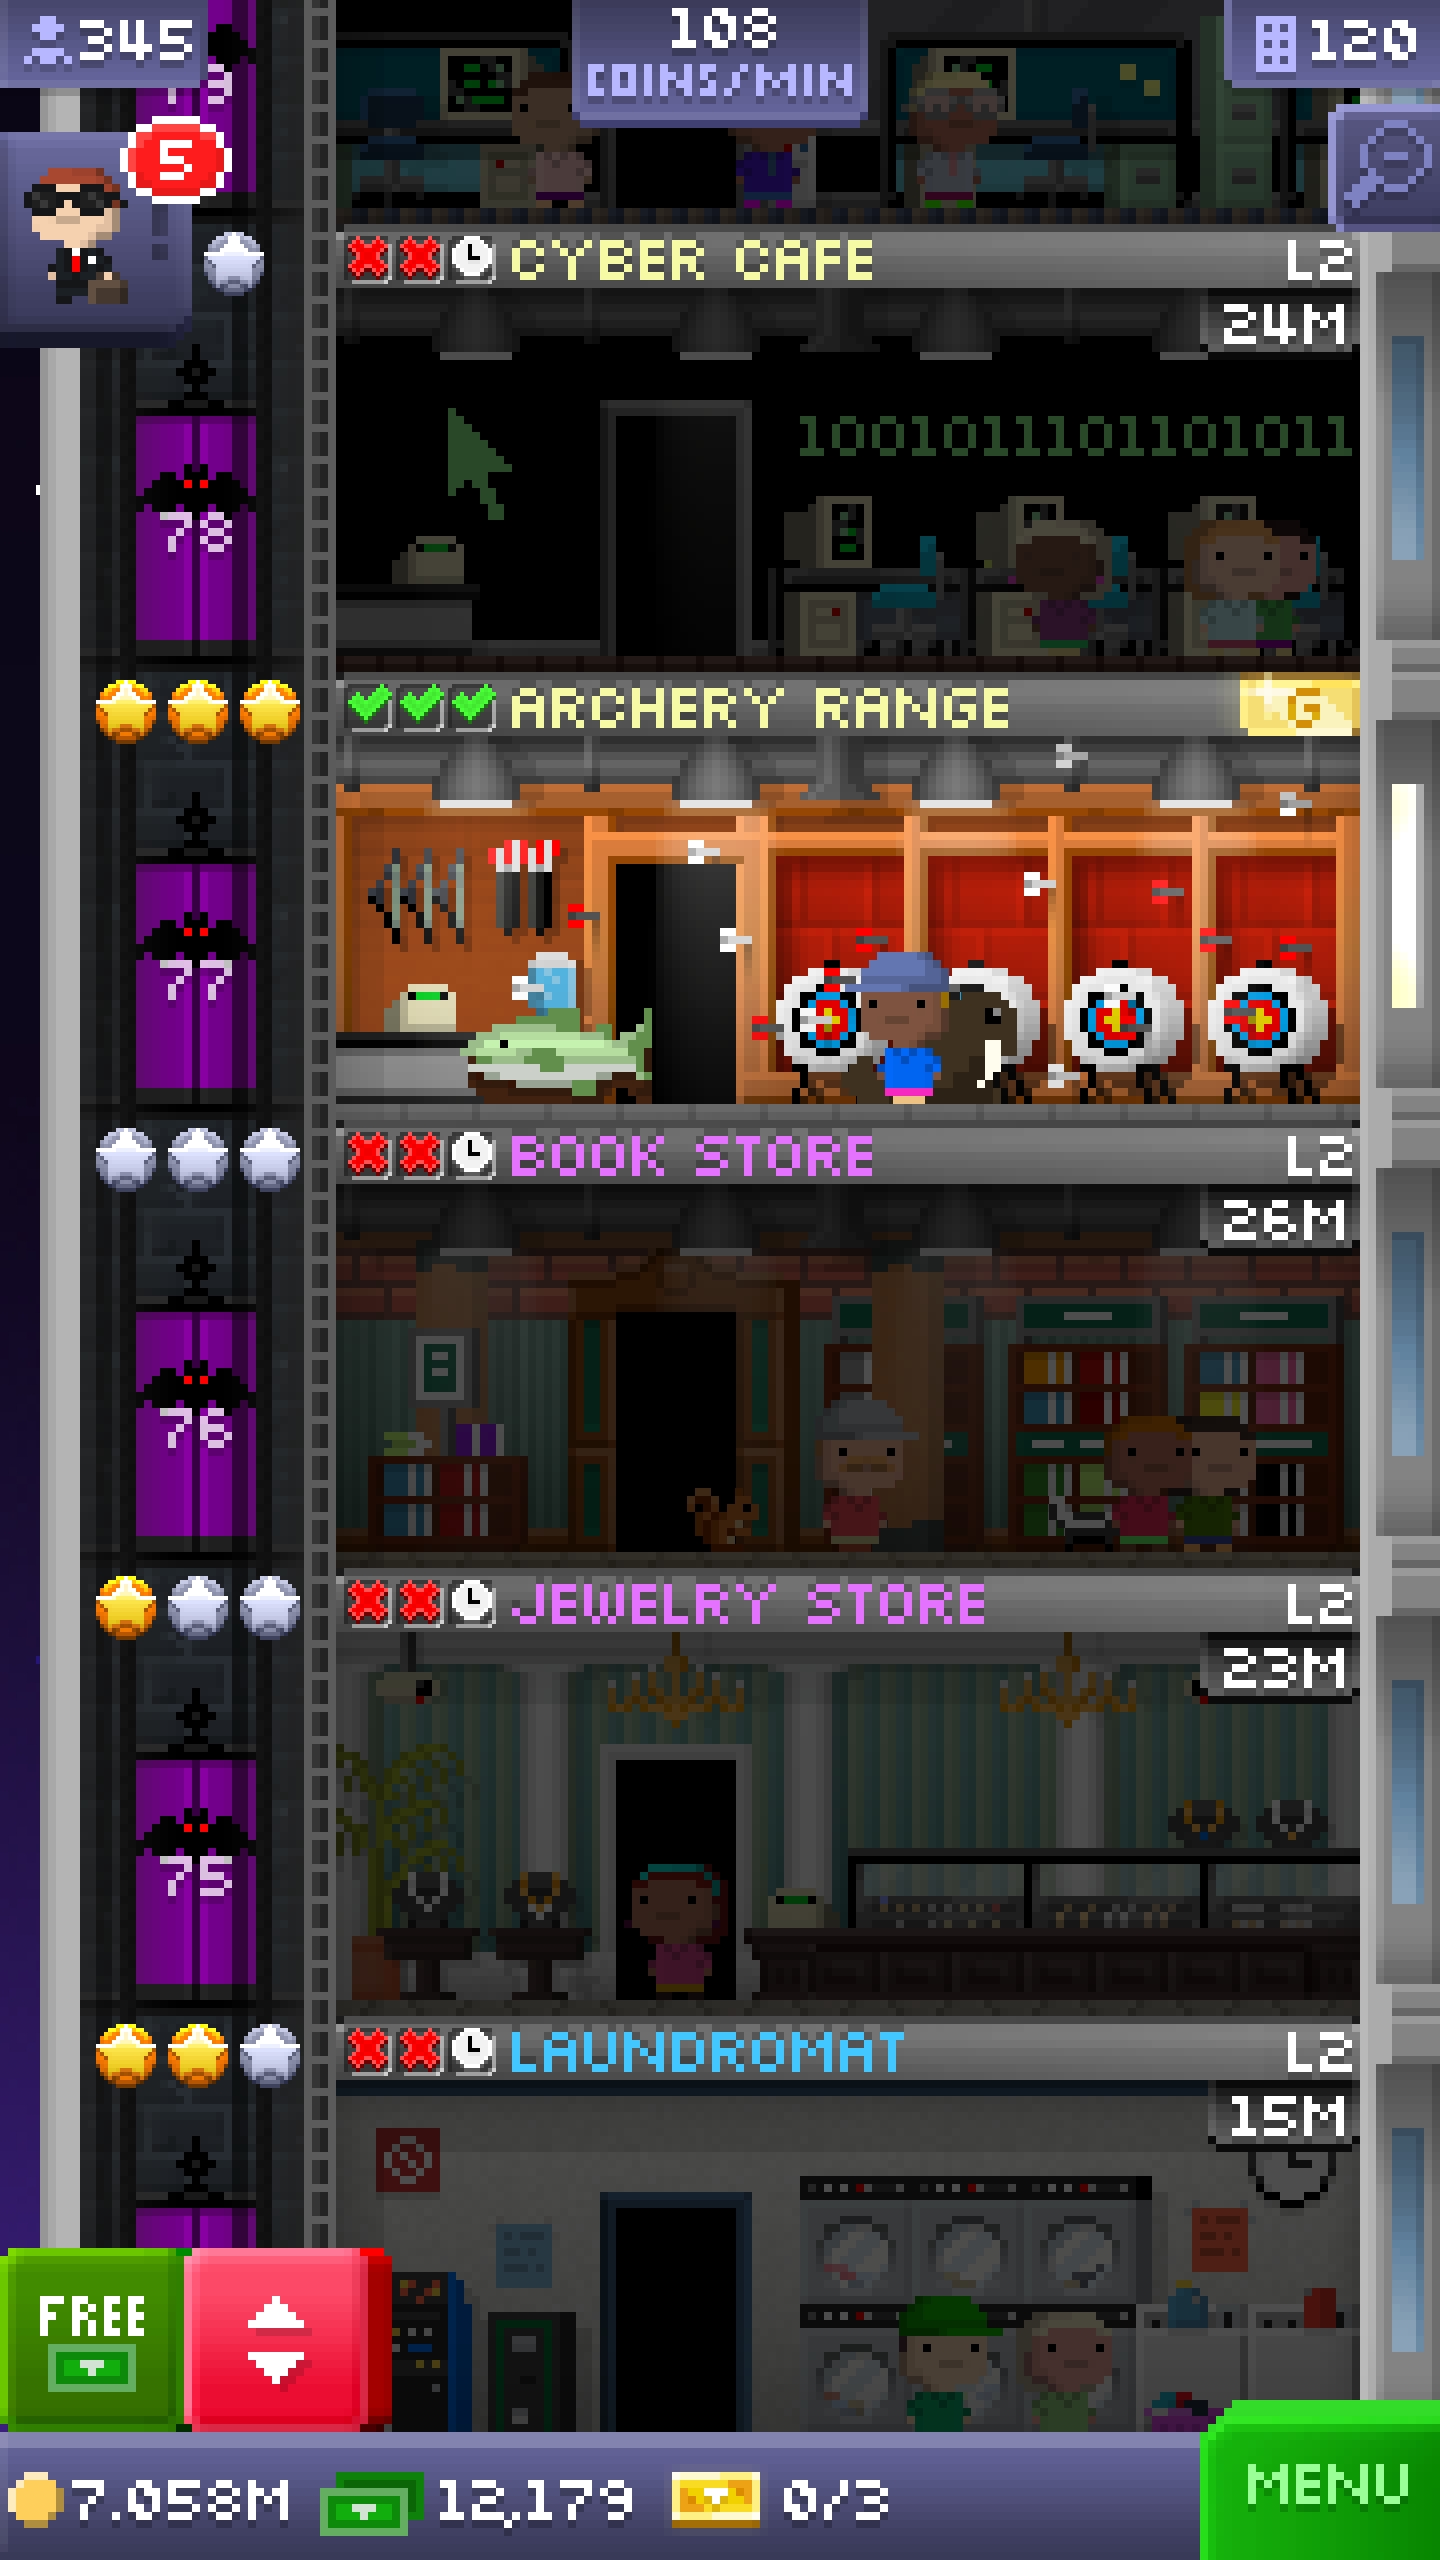 345
108
COINS/MIN
120
5
CYBER CAFE L2
24M
1001011101101011
78
ARCHERY RANGE G
77
BOOK STORE L2
26M
76
JEWELRY STORE L2
23M
75
LAUNDROMAT L2
15M
FREE
7.058M 12,179 0/3
MENU